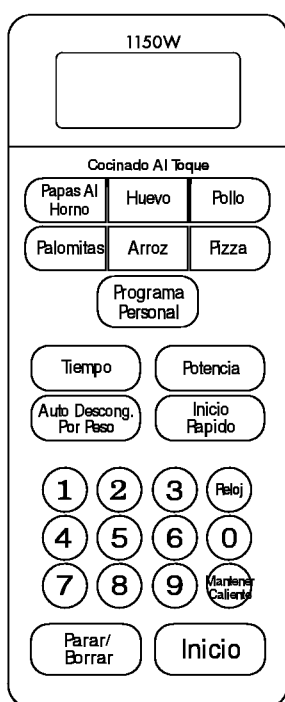 1150W
Cocinado Al Toque
Papas Al
Horno
Huevo
Pollo
Palomitas
Arroz
Pizza
Programa
Personal
Tiempo
Potencia
Auto Descong.
Por Peso
Inicio
Rapido
1 2 3 Reloj
4 5 6 0
7 8 9 Mantener
Caliente
Parar/
Borrar
Inicio